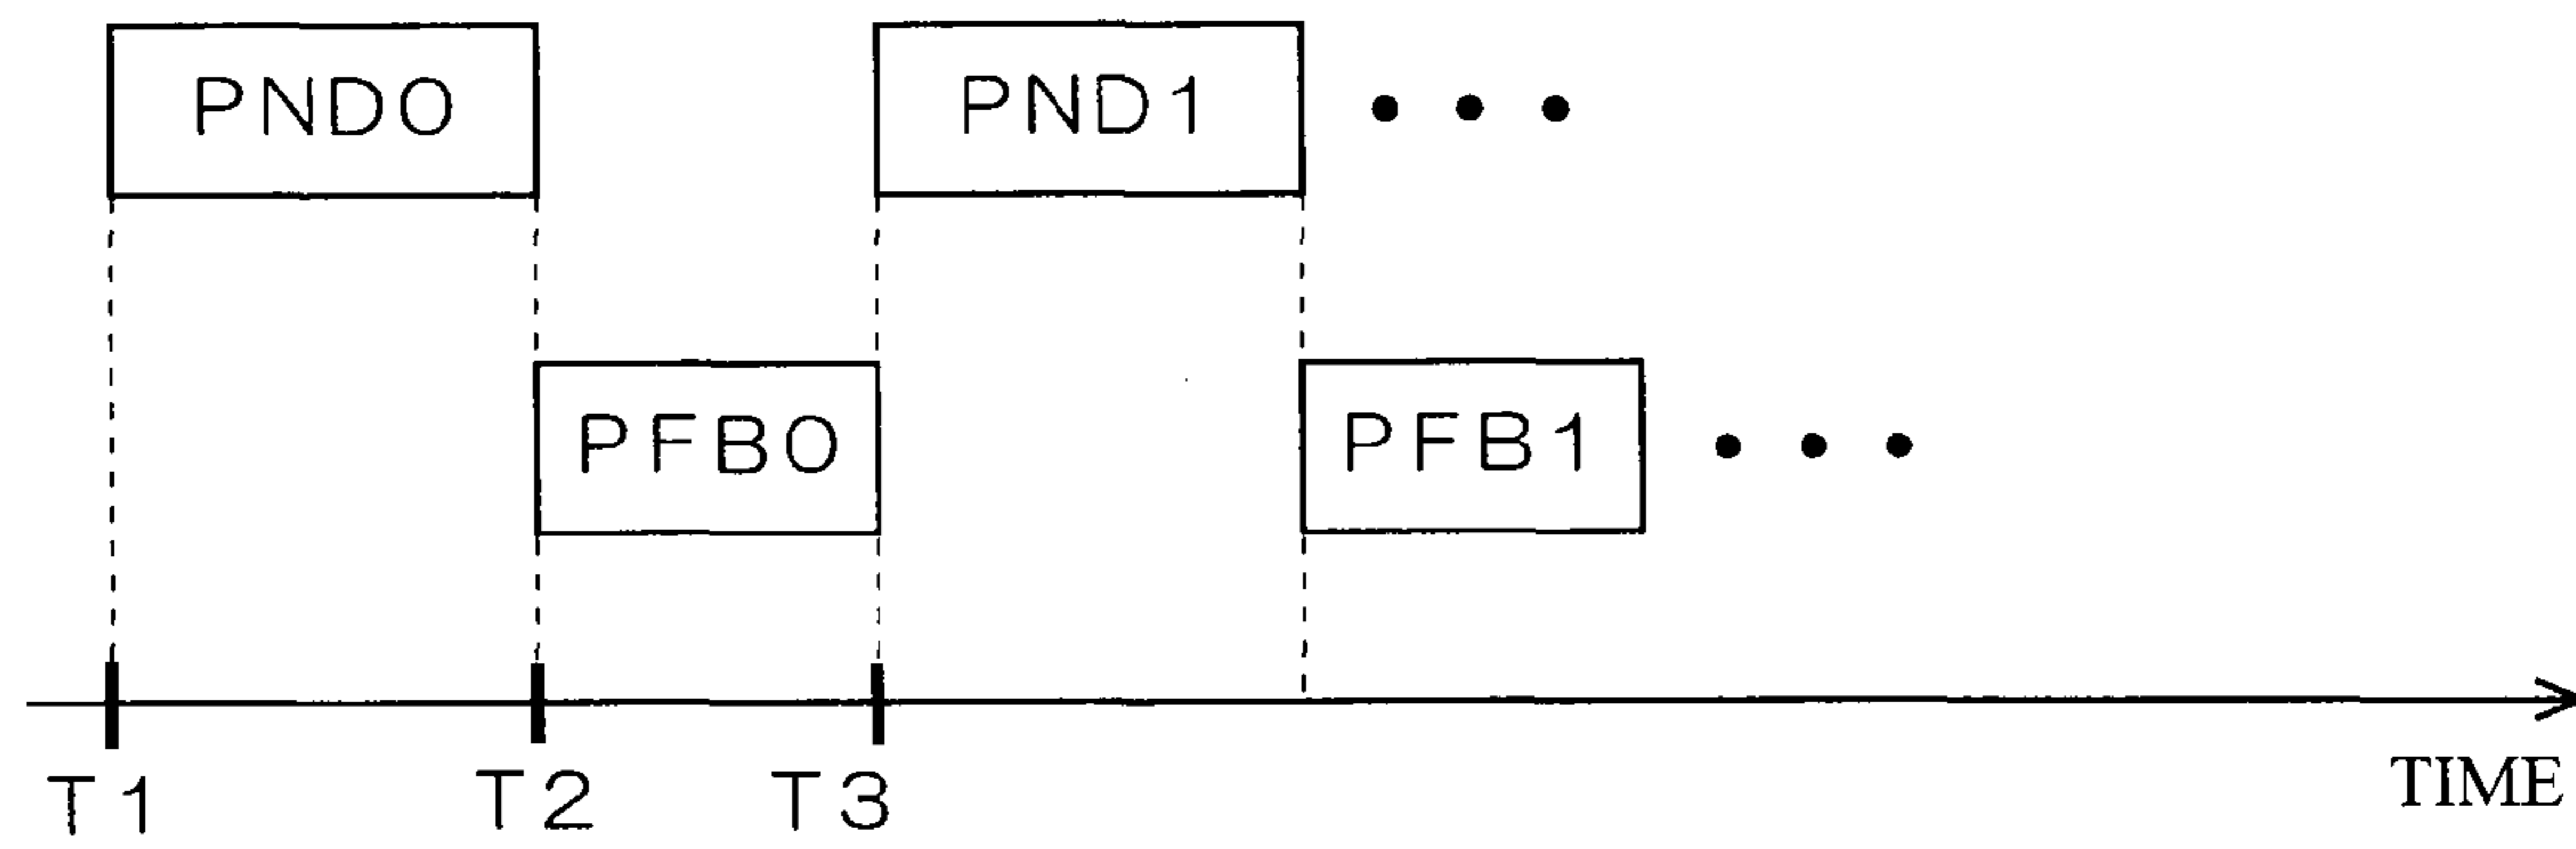 PND0 PND1 • • •
PFB0 PFB1 • • •
T1 T2 T3
TIME